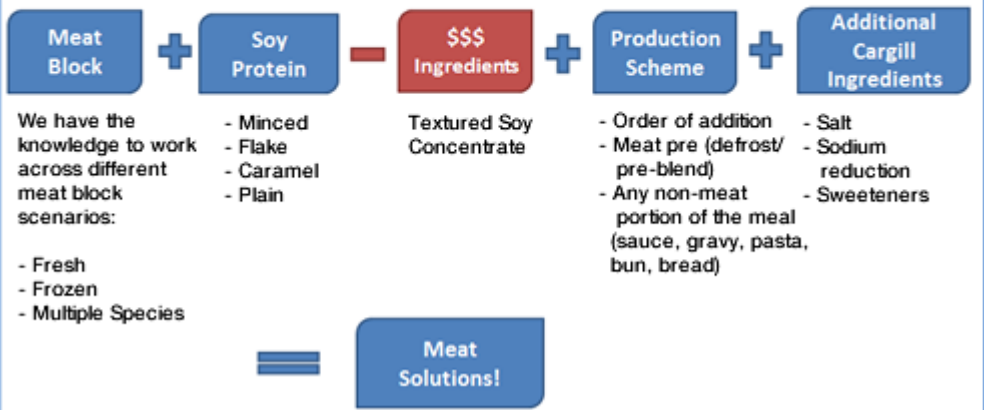 Meat
Block
Soy
Protein
$$$
Ingredients
Production
Scheme
Additional
Cargill
Ingredients
We have the
knowledge to work
across different
meat block
scenarios:
- Fresh
- Frozen
- Multiple Species
- Minced
- Flake
- Caramel
- Plain
Textured Soy
Concentrate
- Order of addition
- Meat pre (defrost/
pre-blend)
- Any non-meat
portion of the meal
(sauce, gravy, pasta,
bun, bread)
- Salt
- Sodium
reduction
- Sweeteners
Meat
Solutions!